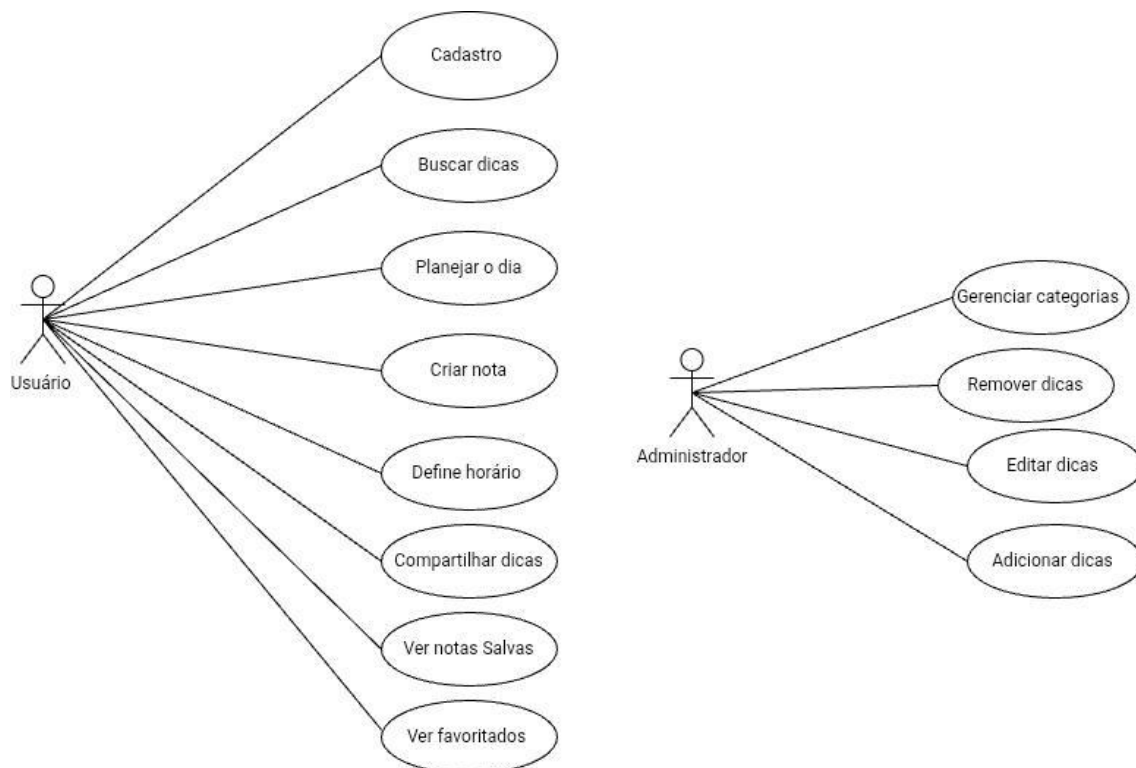 Cadastro
Buscar dicas
Planejar o dia
Criar nota
Usuário
Define horário
Compartilhar dicas
Ver notas Salvas
Ver favoritados
Gerenciar categorias
Remover dicas
Administrador
Editar dicas
Adicionar dicas